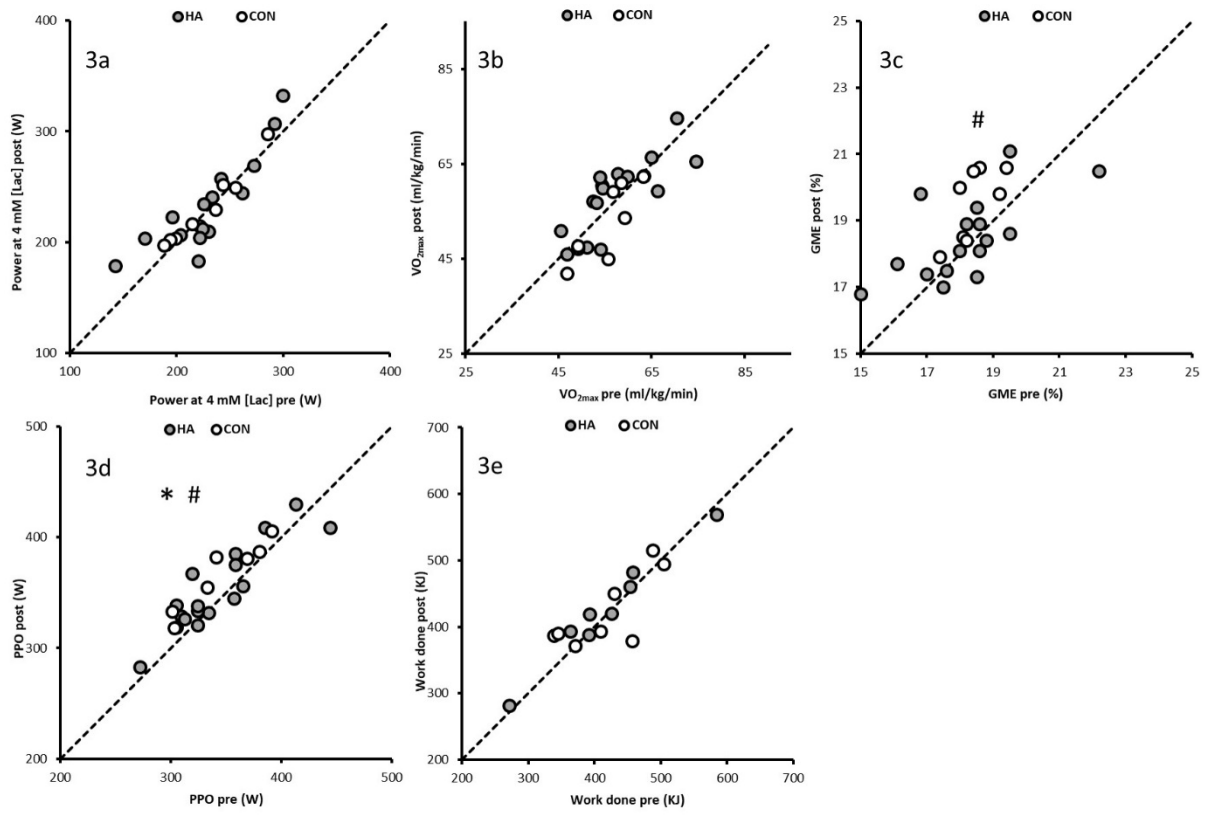 HA CON
3a
400
300
200
100
100 200 300 400
Power at 4 mM [Lac] post (W)
Power at 4 mM [Lac] pre (W)
HA CON
3b
85
65
45
25
25 45 65 85
VO2max post (ml/kg/min)
VO2max pre (ml/kg/min)
HA CON
3c
#
25
23
21
19
17
15
15 17 19 21 23 25
GME post (%)
GME pre (%)
HA CON
3d
* #
500
400
300
200
200 300 400 500
PPO post (W)
PPO pre (W)
HA CON
3e
700
600
500
400
300
200
200 300 400 500 600 700
Work done post (KJ)
Work done pre (KJ)